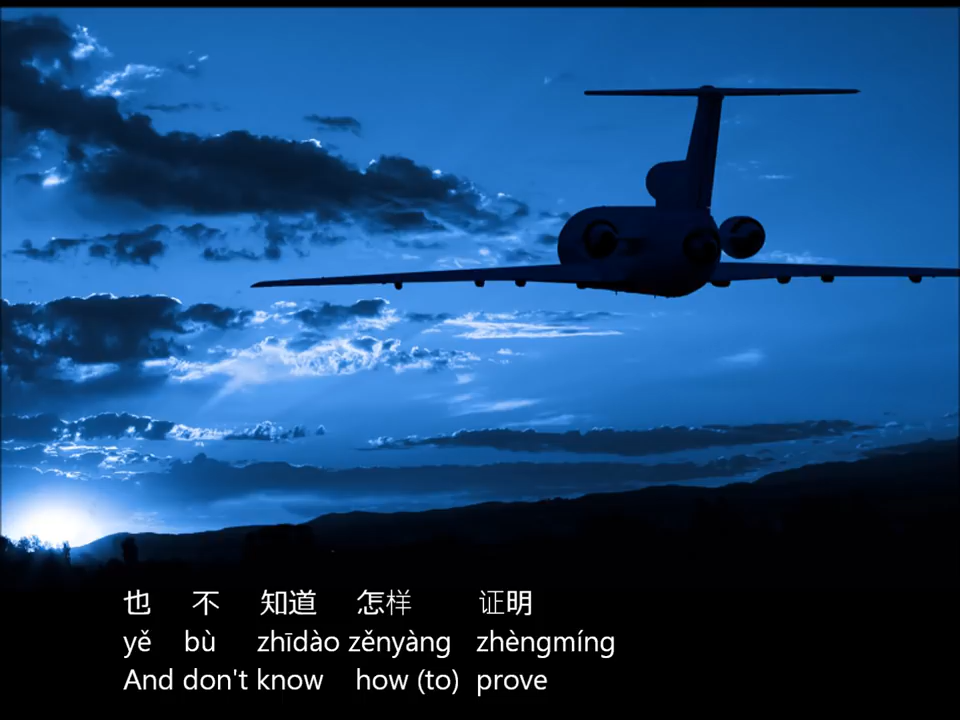 也 不 知道 怎样 证明
yě bù zhīdào zěnyàng zhèngmíng
And don't know how (to) prove